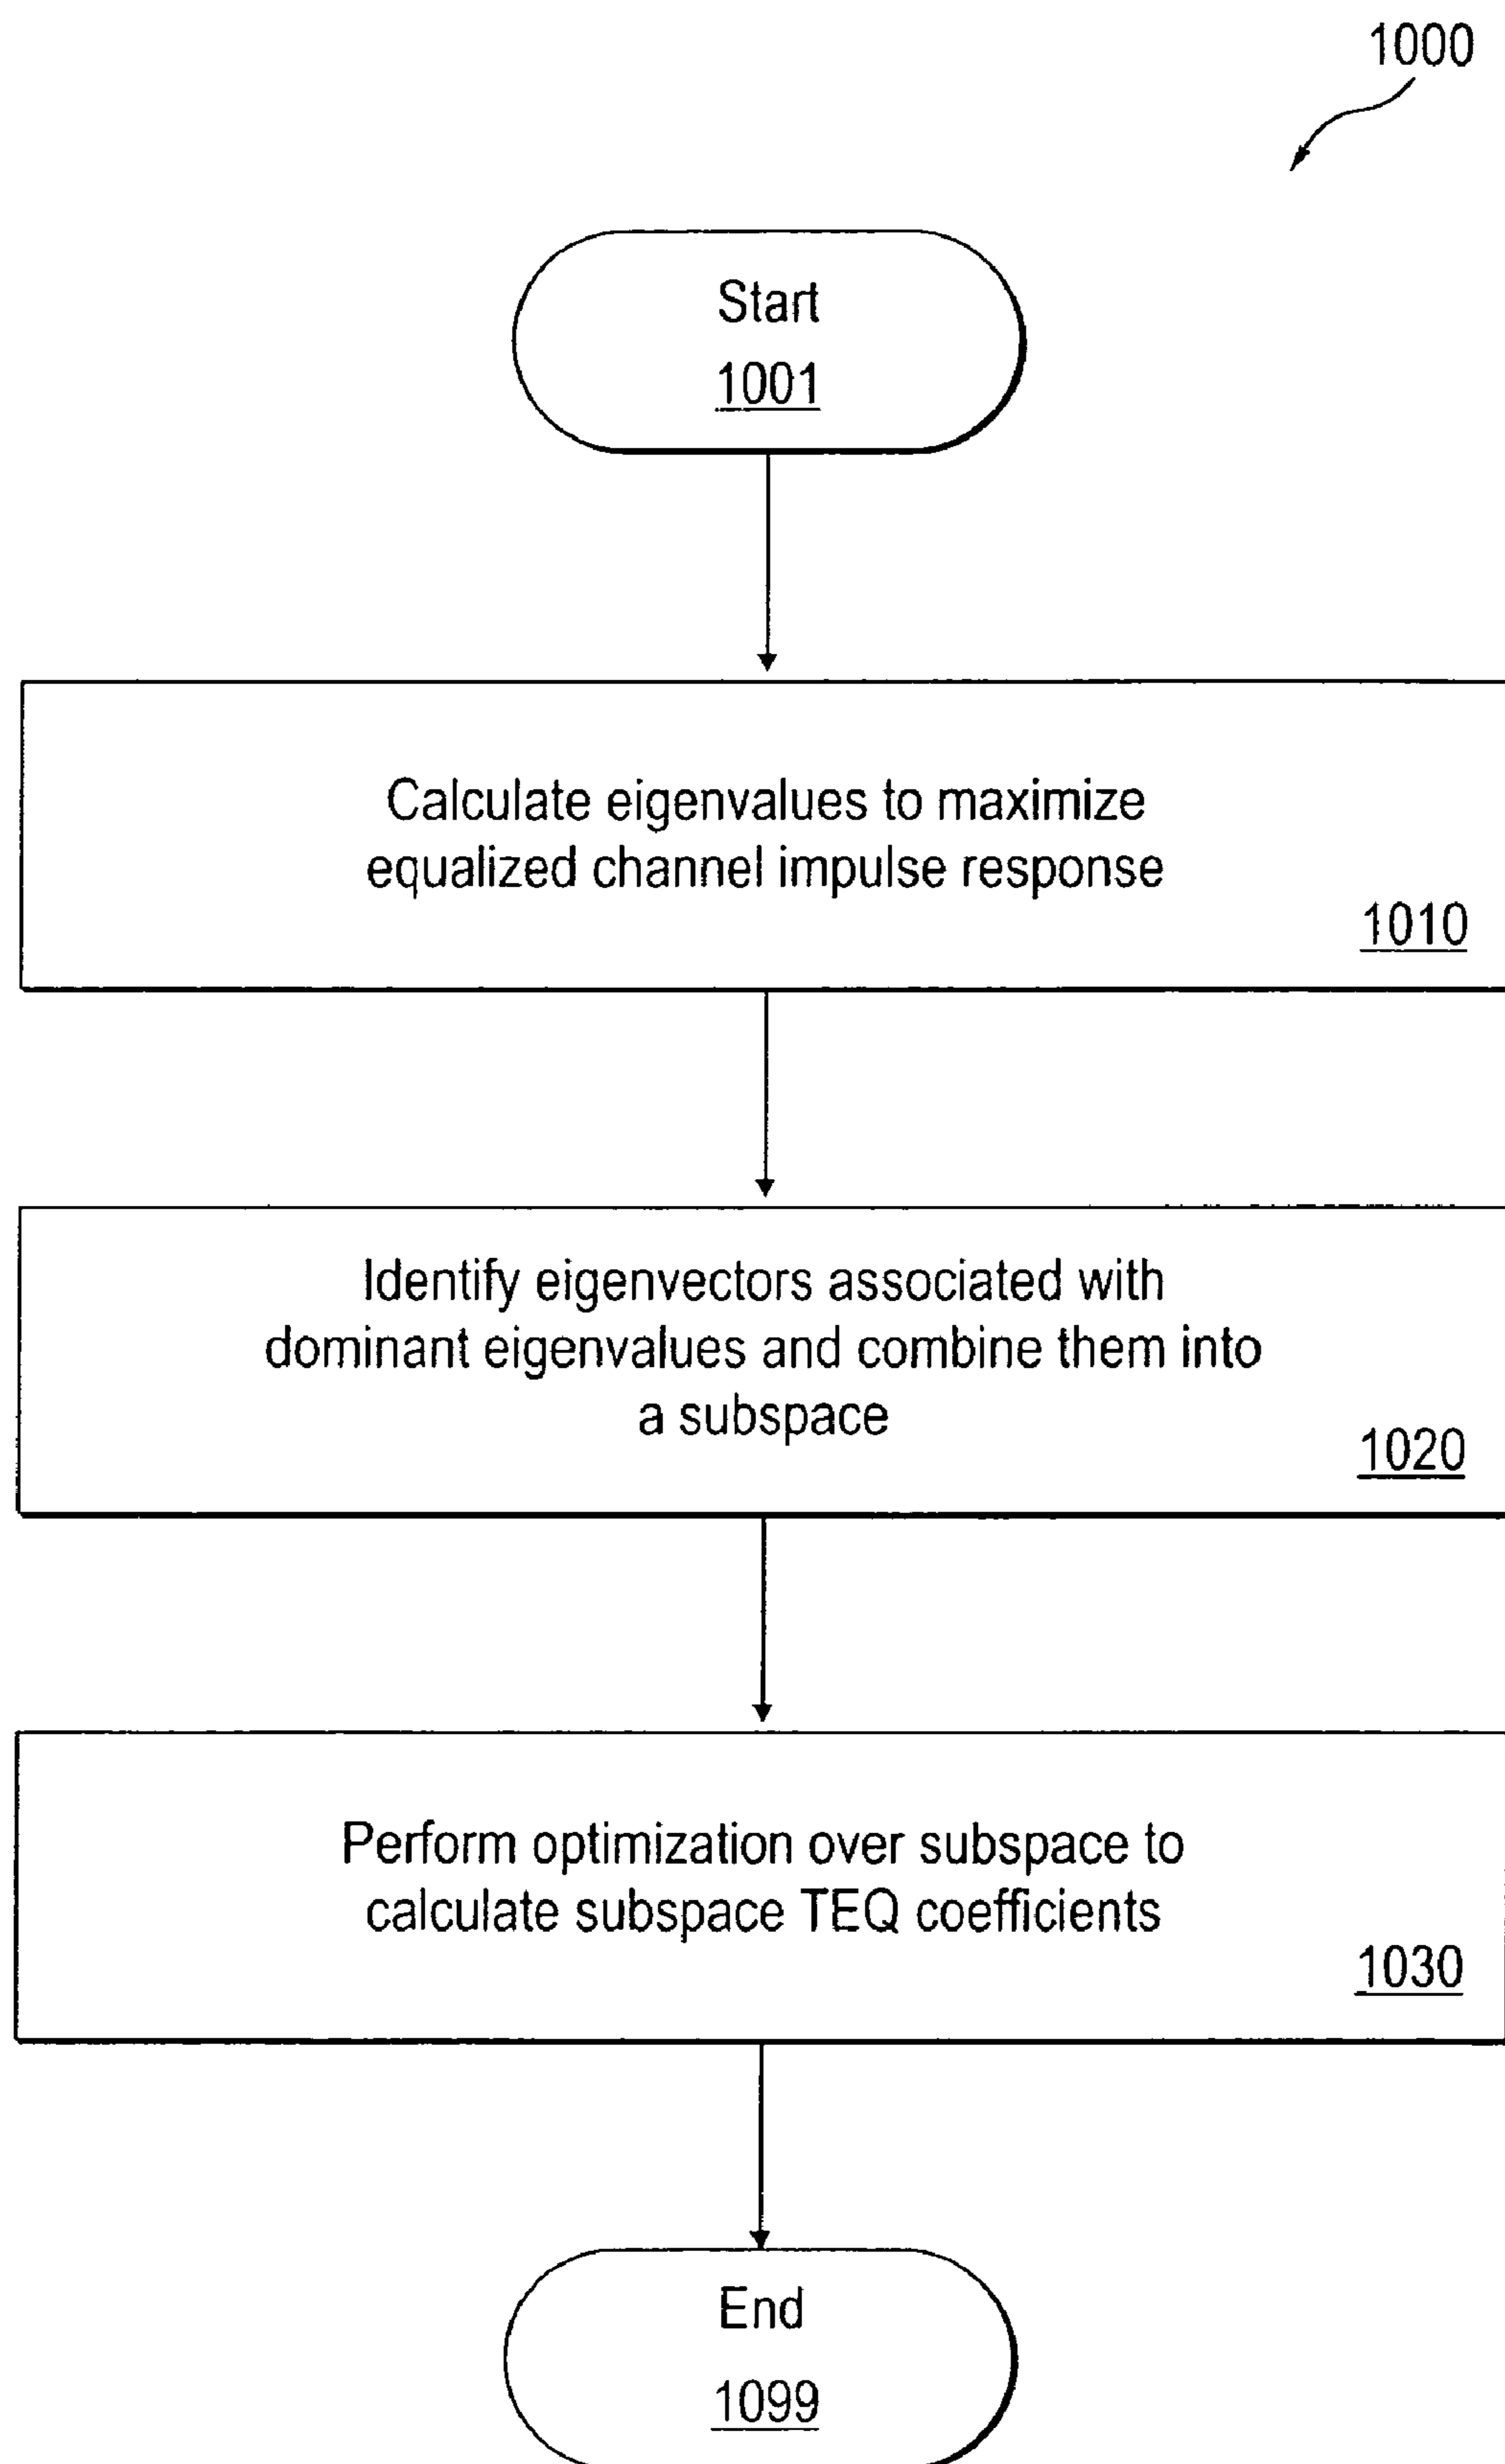 1000
Start
1001
Calculate eigenvalues to maximize
equalized channel impulse response
1010
Identify eigenvectors associated with
dominant eigenvalues and combine them into
a subspace
1020
Perform optimization over subspace to
calculate subspace TEQ coefficients
1030
End
1099